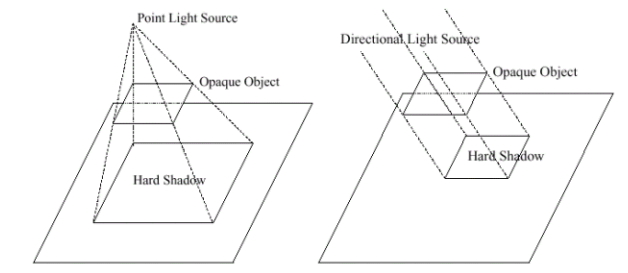 Point Light Source
Opaque Object
Hard Shadow
Directional Light Source
Opaque Object
Hard Shadow